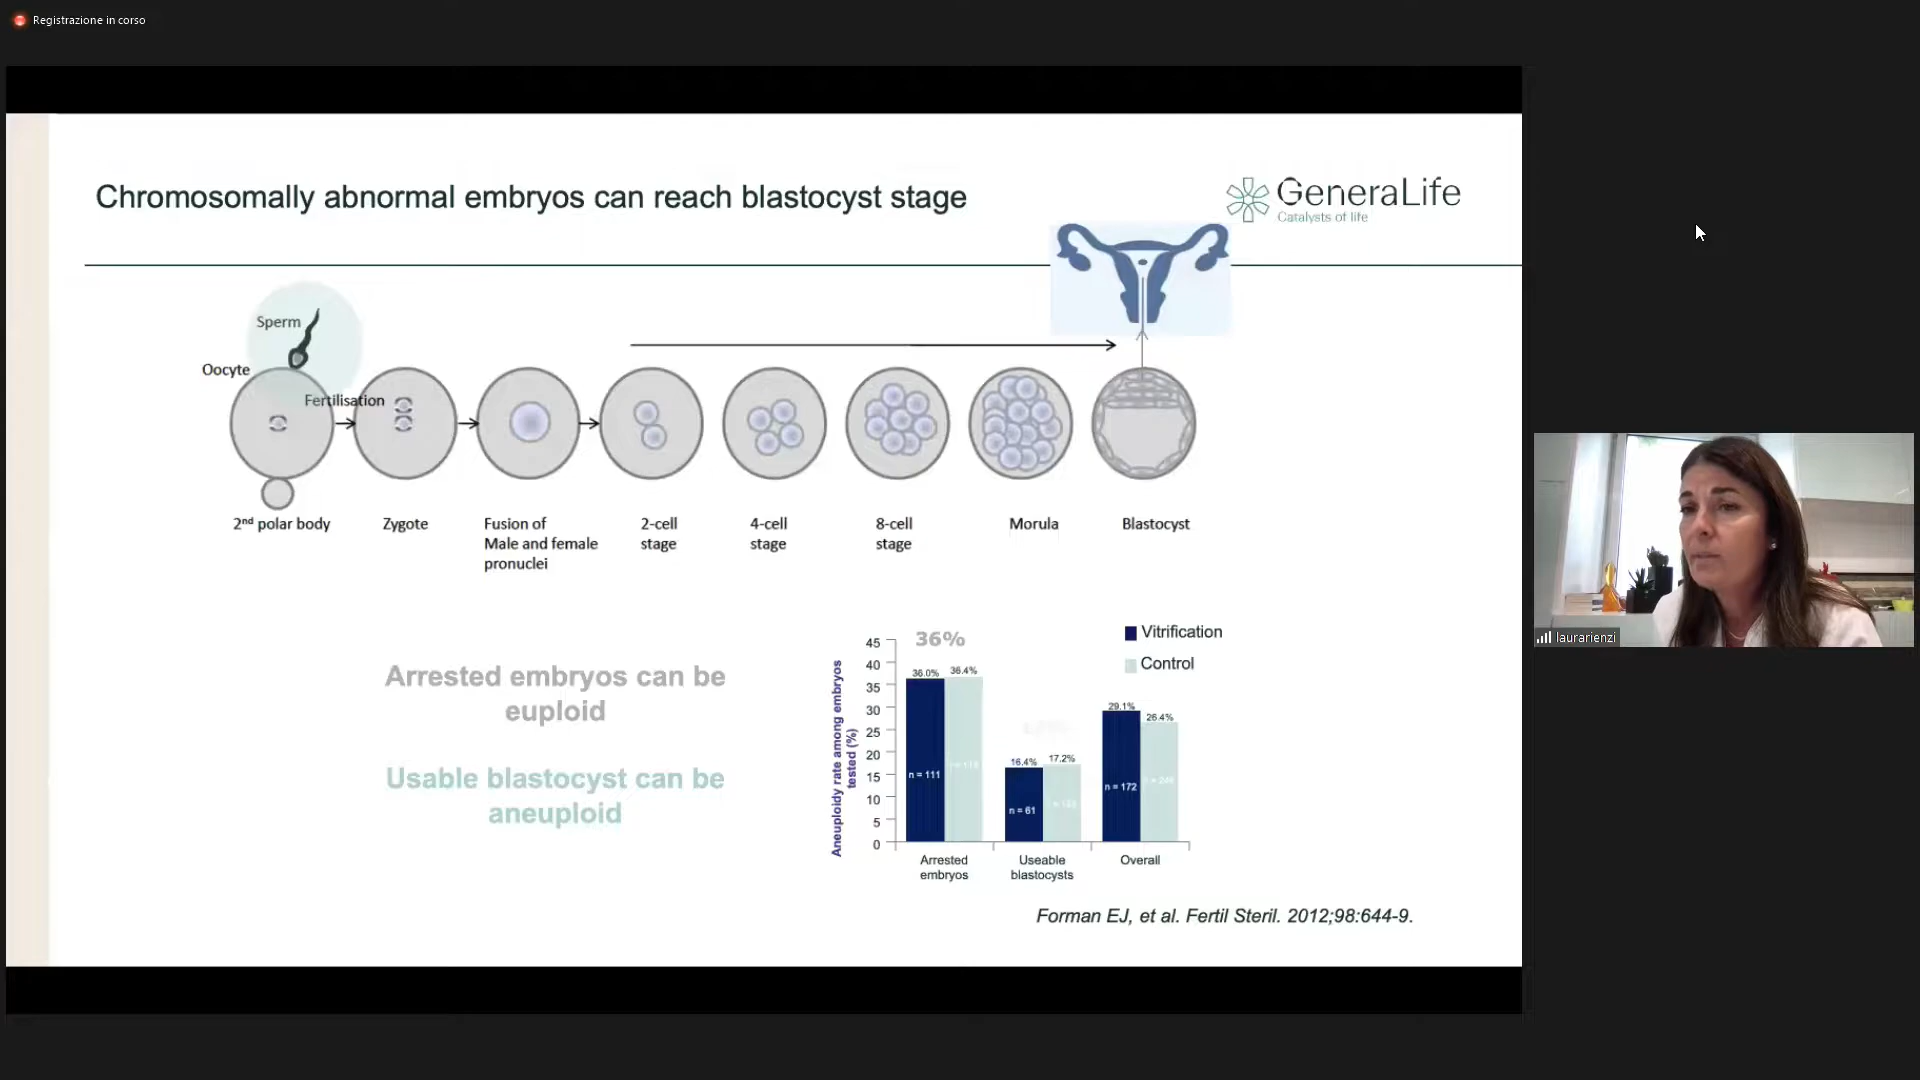 Registrazione in corso
Chromosomally abnormal embryos can reach blastocyst stage
GeneraLife
Catalysts of life
Sperm
Oocyte
Fertilisation
2nd polar body
Zygote
Fusion of
Male and female
pronuclei
2-cell
stage
4-cell
stage
8-cell
stage
Morula
Blastocyst
Arrested embryos can be
euploid
Usable blastocyst can be
aneuploid
Aneuploidy rate among embryos
tested (%)
45
40
35
30
25
20
15
10
5
0
36%
36.0%
36.4%
n = 111
16.4%
17.2%
n = 61
29.1%
26.4%
n = 172
Vitrification
Control
Arrested
embryos
Useable
blastocysts
Overall
Forman EJ, et al. Fertil Steril. 2012;98:644-9.
laurarienzi